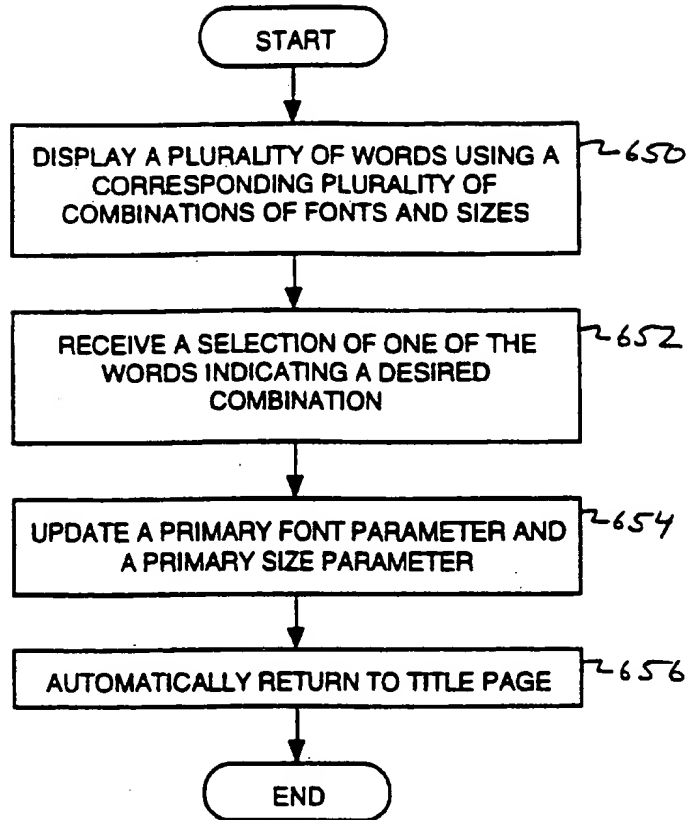 START
DISPLAY A PLURALITY OF WORDS USING A
CORRESPONDING PLURALITY OF
COMBINATIONS OF FONTS AND SIZES
650
RECEIVE A SELECTION OF ONE OF THE
WORDS INDICATING A DESIRED
COMBINATION
652
UPDATE A PRIMARY FONT PARAMETER AND
A PRIMARY SIZE PARAMETER
654
AUTOMATICALLY RETURN TO TITLE PAGE
656
END